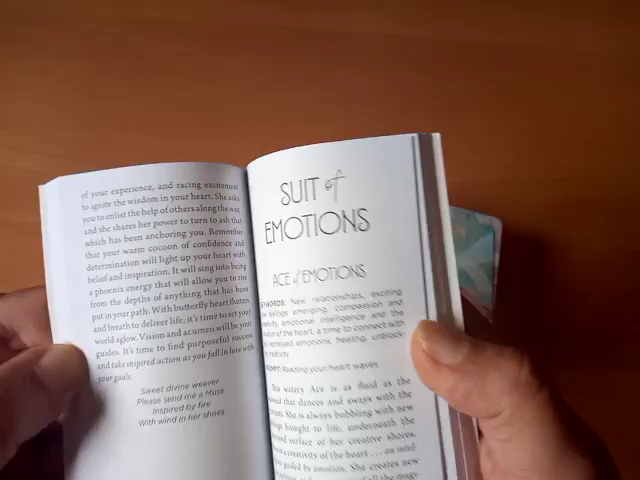 of your experience, and racing excitement
to ignite the wisdom in your heart. She asks
you to enlist the help of others along the way,
and she shares her power to turn to ash that
which has been anchoring you. Remember
that your warm cocoon of confidence and
determination will light up your heart with
belief and inspiration. It will sing into being
a phoenix energy that will allow you to rise
from the depths of anything that has been
put in your path. With butterfly heart flutters
and breath to deliver life, it's time to set your
world aglow. Vision and acumen will be your
guides. It's time to find purposeful success
and take inspired action as you fall in love with
your goals.
Sweet divine weaver
Please send me a Muse
Inspired by fire
With wind in her shoes
SUIT of
EMOTIONS
ACE of EMOTIONS
New relationships, exciting
feelings emerging, compassion and
emotional intelligence and the
of the heart, a time to connect with
emotions, healing, unblock
Reading your heart waves
watery Ace is as fluid as the
that dances and sways with the
She is always bubbling with new
brought to life, underneath the
surface of her creative shores.
is a creativity of the heart . . . an
guided by emotion. She creates new